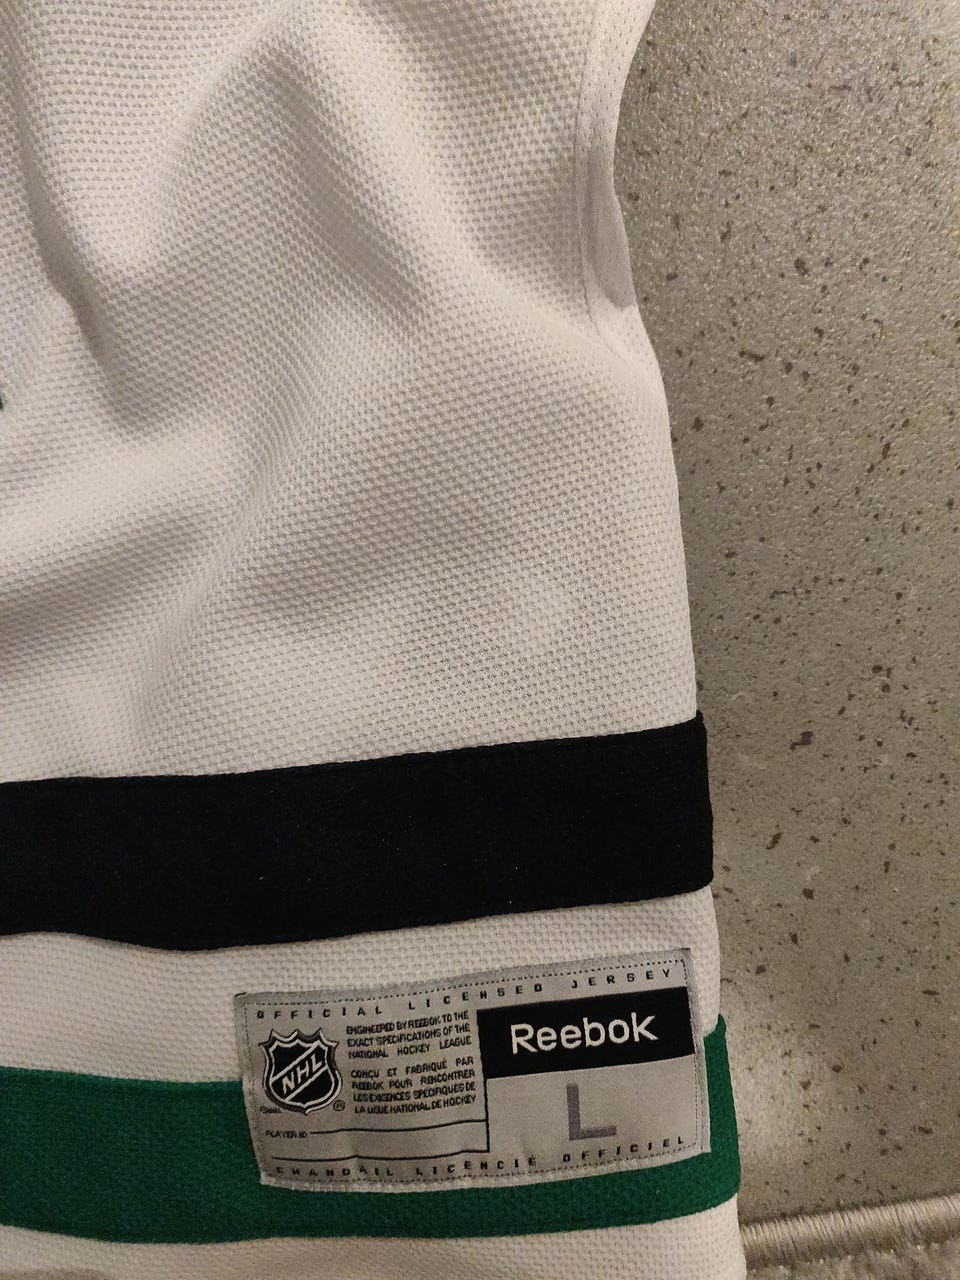 OFFICIAL LICENSED JERSEY
ENGINEERED BY REEBOK TO THE
EXACT SPECIFICATIONS OF THE
NATIONAL HOCKEY LEAGUE
NHL
®
CONÇU ET FABRIQUÉ PAR
REEBOK POUR RENCONTRER
LES EXIGENCES SPÉCIFIQUES DE
LA LIGUE NATIONAL DE HOCKEY
PLAYER ID:
Reebok
L
CHANDAIL LICENCIÉ OFFICIEL